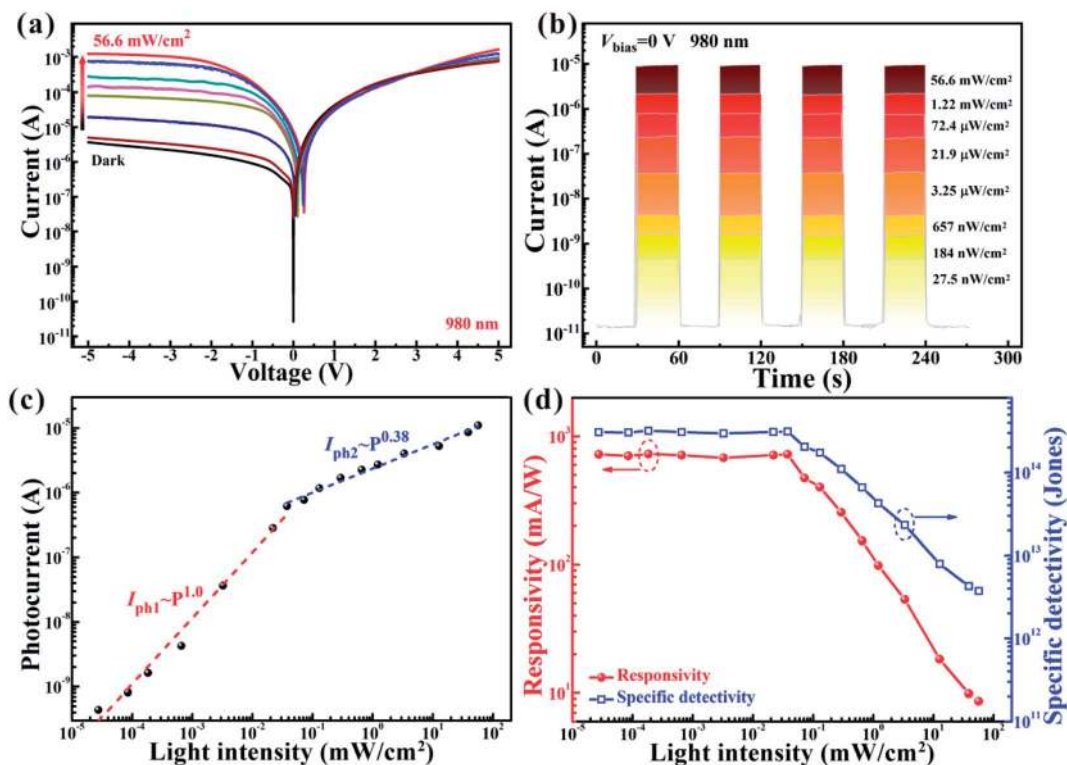 (a)
56.6 mW/cm²
Dark
980 nm
Current (A)
10⁻³
10⁻⁴
10⁻⁵
10⁻⁶
10⁻⁷
10⁻⁸
10⁻⁹
10⁻¹⁰
10⁻¹¹
-5 -4 -3 -2 -1 0 1 2 3 4 5
Voltage (V)
(b)
V_bias=0 V 980 nm
Current (A)
10⁻⁵
10⁻⁶
10⁻⁷
10⁻⁸
10⁻⁹
10⁻¹⁰
10⁻¹¹
56.6 mW/cm²
1.22 mW/cm²
72.4 μW/cm²
21.9 μW/cm²
3.25 μW/cm²
657 nW/cm²
184 nW/cm²
27.5 nW/cm²
0 60 120 180 240 300
Time (s)
(c)
I_ph2~P^0.38
I_ph1~P^1.0
Photocurrent (A)
10⁻⁵
10⁻⁶
10⁻⁷
10⁻⁸
10⁻⁹
10⁻⁵ 10⁻⁴ 10⁻³ 10⁻² 10⁻¹ 10⁰ 10¹ 10²
Light intensity (mW/cm²)
(d)
Responsivity (mA/W)
10³
10²
10¹
Responsivity
Specific detectivity
10¹⁴
10¹³
10¹²
10¹¹
Specific detectivity (Jones)
10⁻⁵ 10⁻⁴ 10⁻³ 10⁻² 10⁻¹ 10⁰ 10¹ 10²
Light intensity (mW/cm²)